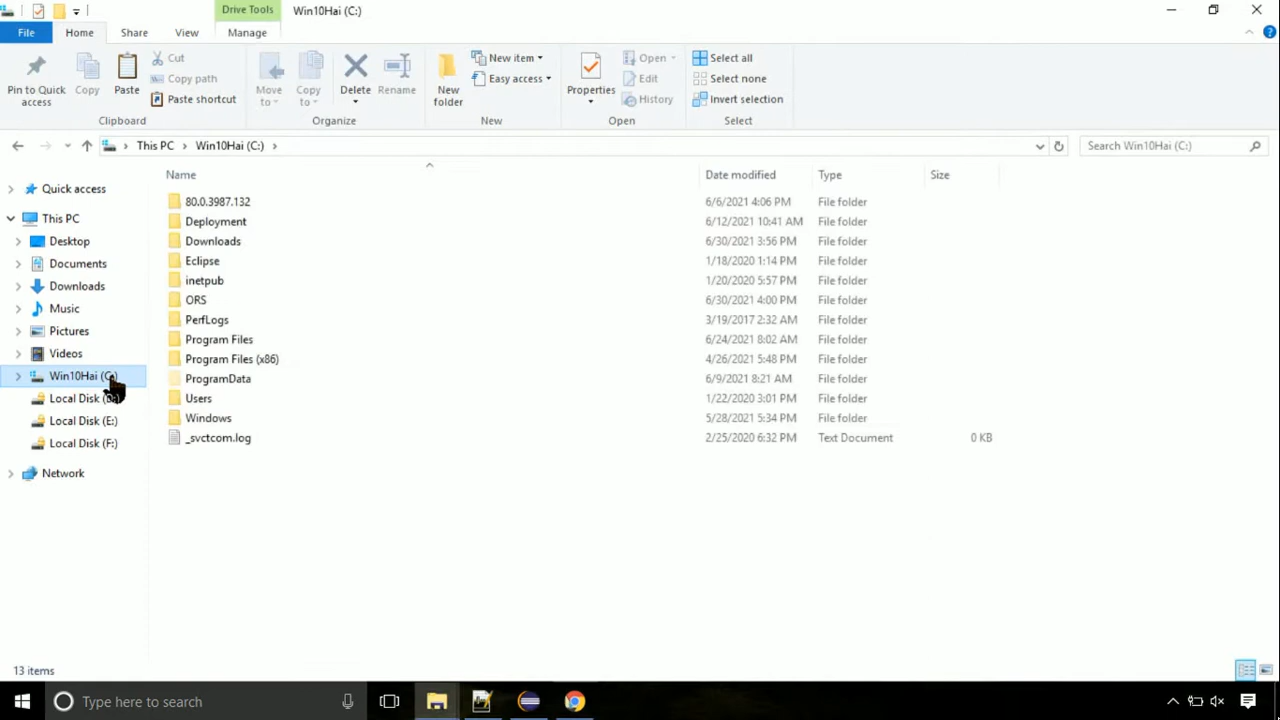 Drive Tools Win10Hai (C:)
File Home Share View Manage
Pin to Quick access
Copy
Paste
Cut
Copy path
Paste shortcut
Clipboard
Move to
Copy to
Delete
Rename
Organize
New folder
New item
Easy access
New
Properties
Open
Edit
History
Open
Select all
Select none
Invert selection
Select
This PC Win10Hai (C:)
Search Win10Hai (C:)
Quick access
This PC
Desktop
Documents
Downloads
Music
Pictures
Videos
Win10Hai (C:)
Local Disk
Local Disk (E:)
Local Disk (F:)
Network
Name Date modified Type Size
80.0.3987.132 6/6/2021 4:06 PM File folder
Deployment 6/12/2021 10:41 AM File folder
Downloads 6/30/2021 3:56 PM File folder
Eclipse 1/18/2020 1:14 PM File folder
inetpub 1/20/2020 5:57 PM File folder
ORS 6/30/2021 4:00 PM File folder
PerfLogs 3/19/2017 2:32 AM File folder
Program Files 6/24/2021 8:02 AM File folder
Program Files (x86) 4/26/2021 5:48 PM File folder
ProgramData 6/9/2021 8:21 AM File folder
Users 1/22/2020 3:01 PM File folder
Windows 5/28/2021 5:34 PM File folder
_svctcom.log 2/25/2020 6:32 PM Text Document 0 KB
13 items
Type here to search